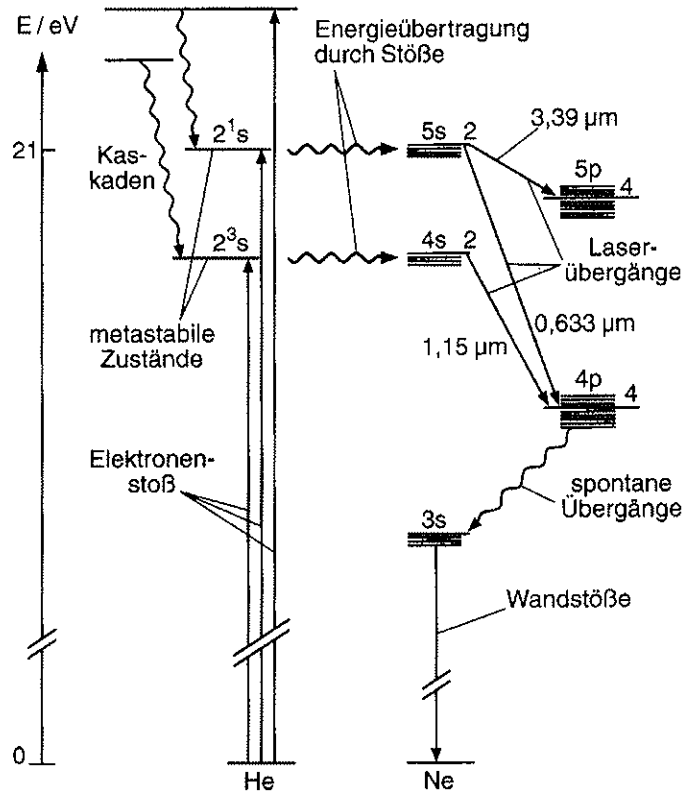 E / eV
Energieübertragung
durch Stöße
21
Kas-
kaden
2¹s
5s 2
3,39 µm
5p
4
2³s
4s 2
Laser-
übergänge
metastabile
Zustände
1,15 µm
0,633 µm
4p
4
Elektronen-
stoß
spontane
Übergänge
3s
Wandstöße
0
He
Ne